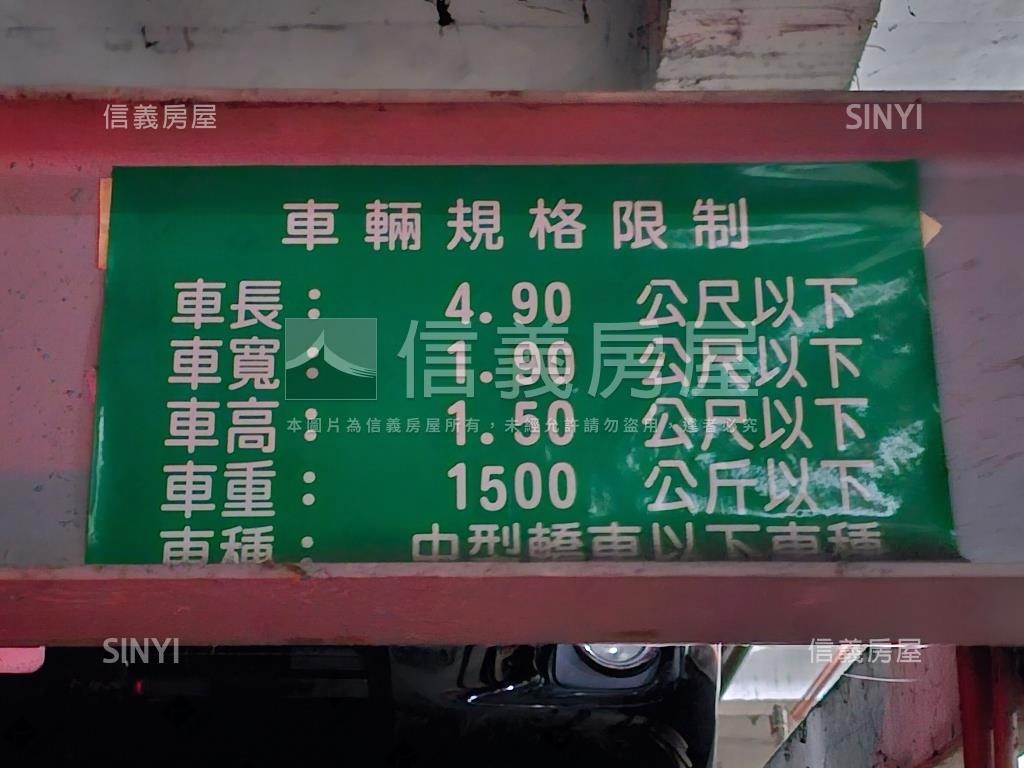 信義房屋 SINYI
車輛規格限制
車長： 4.90 公尺以下
車寬： 1.90 公尺以下
信義房屋
車高： 1.50 公尺以下
本圖片為信義房屋所有，未經允許請勿盜用，違者必究
車重： 1500 公斤以下
車種： 中型轎車以下車種
SINYI 信義房屋